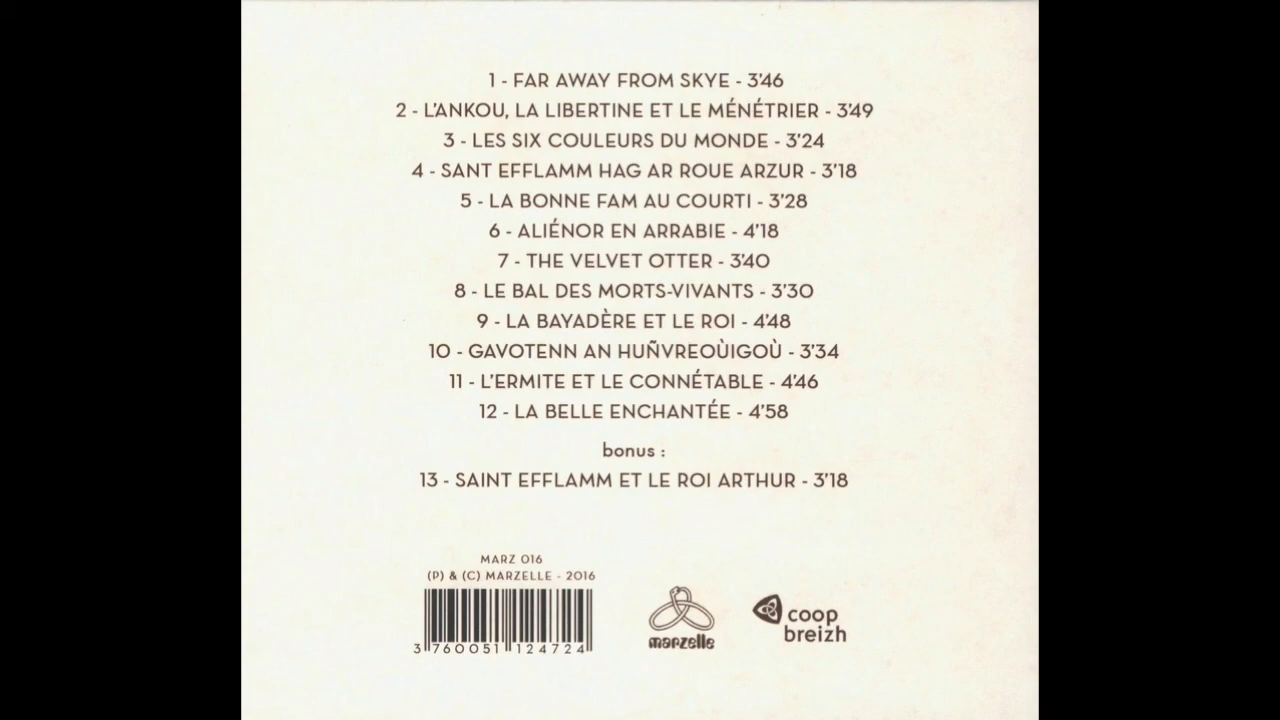 1 - FAR AWAY FROM SKYE - 3'46
2 - L'ANKOU, LA LIBERTINE ET LE MÉNÉTRIER - 3'49
3 - LES SIX COULEURS DU MONDE - 3'24
4 - SANT EFFLAMM HAG AR ROUE ARZUR - 3'18
5 - LA BONNE FAM AU COURTI - 3'28
6 - ALIÉNOR EN ARRABIE - 4'18
7 - THE VELVET OTTER - 3'40
8 - LE BAL DES MORTS-VIVANTS - 3'30
9 - LA BAYADÈRE ET LE ROI - 4'48
10 - GAVOTENN AN HUÑVREOÙIGOÙ - 3'34
11 - L'ERMITE ET LE CONNÉTABLE - 4'46
12 - LA BELLE ENCHANTÉE - 4'58
bonus :
13 - SAINT EFFLAMM ET LE ROI ARTHUR - 3'18
MARZ 016
(P) & (C) MARZELLE - 2016
3 760051 124724
marzelle
coop
breizh